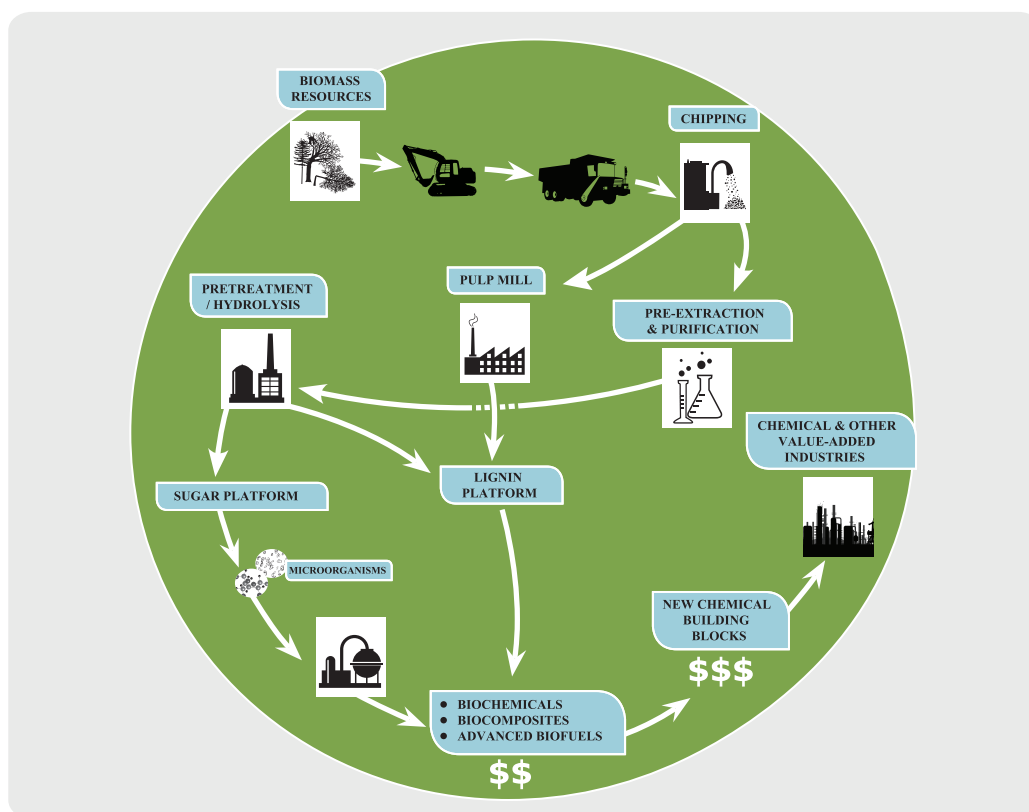 BIOMASS
RESOURCES
CHIPPING
PULP MILL
PRETREATMENT
/ HYDROLYSIS
PRE-EXTRACTION
& PURIFICATION
CHEMICAL & OTHER
VALUE-ADDED
INDUSTRIES
LIGNIN
PLATFORM
SUGAR PLATFORM
MICROORGANISMS
NEW CHEMICAL
BUILDING
BLOCKS
$$$
● BIOCHEMICALS
● BIOCOMPOSITES
● ADVANCED BIOFUELS
$$